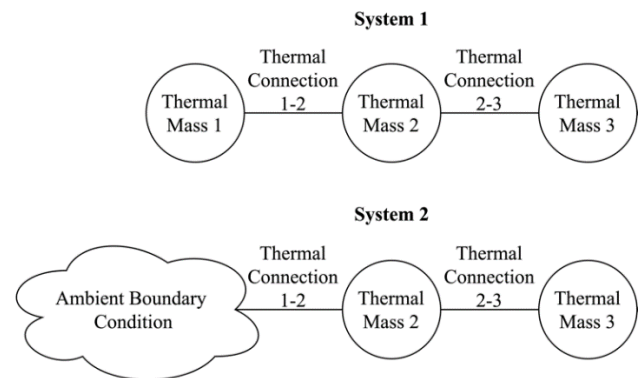 System 1
Thermal
Connection
1-2
Thermal
Connection
2-3
Thermal
Mass 1
Thermal
Mass 2
Thermal
Mass 3
System 2
Thermal
Connection
1-2
Thermal
Connection
2-3
Ambient Boundary
Condition
Thermal
Mass 2
Thermal
Mass 3